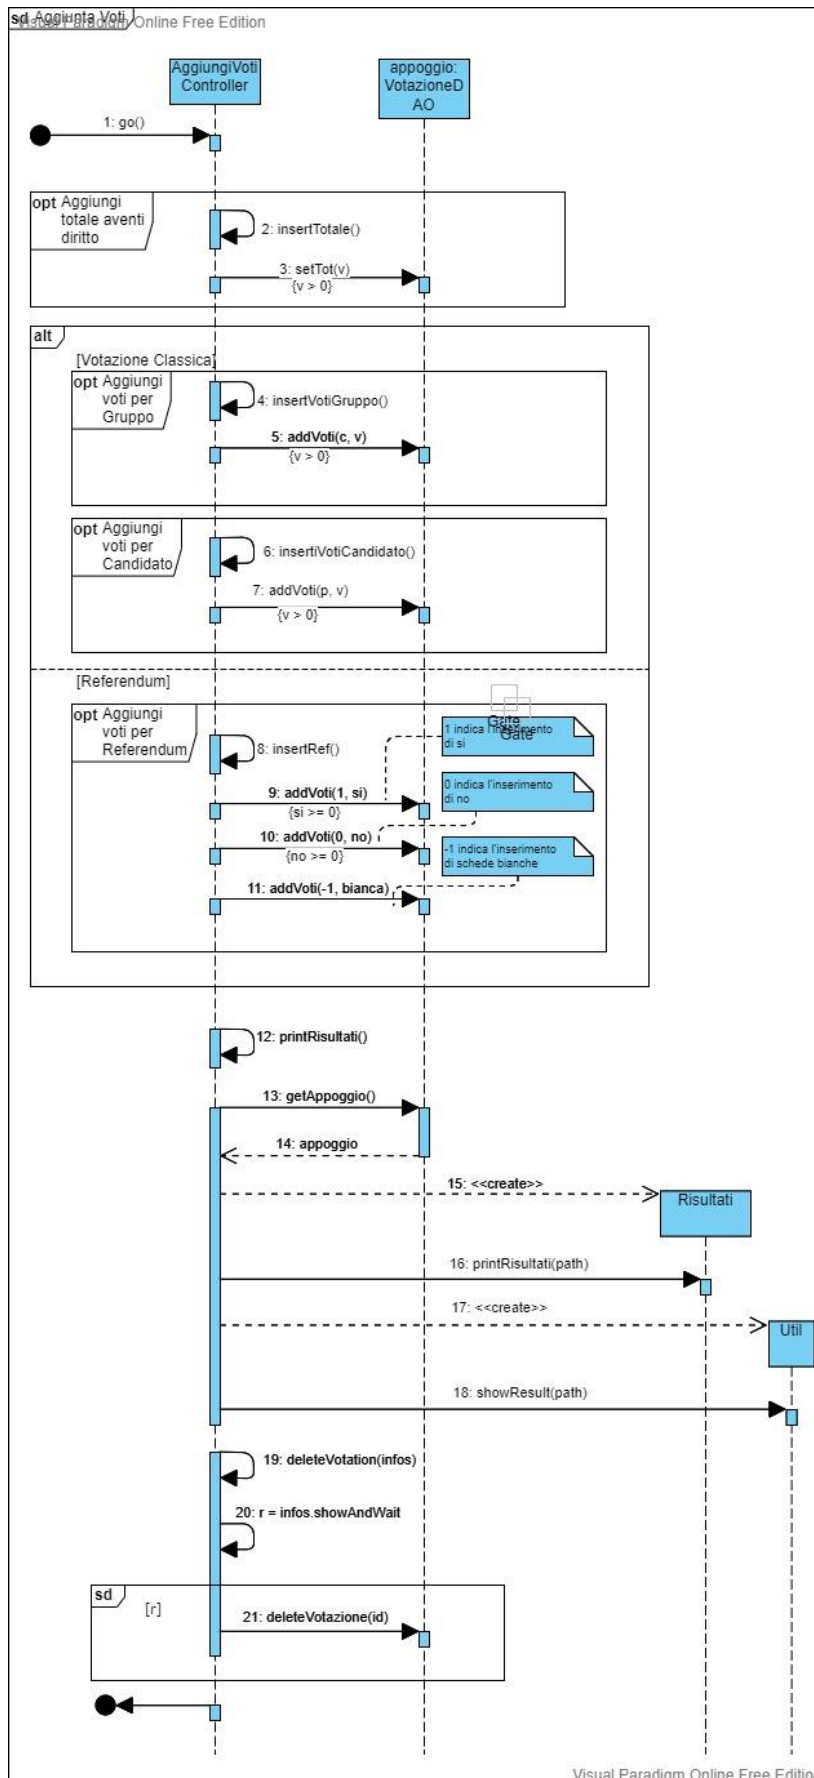 sd Aggiunta Voti
Visual Paradigm Online Free Edition
AggiungiVoti
Controller
appoggio:
VotazioneD
AO
1: go()
opt Aggiungi
totale aventi
diritto
2: insertTotale()
3: setTot(v)
{v > 0}
alt
[Votazione Classica]
opt Aggiungi
voti per
Gruppo
4: insertVotiGruppo()
5: addVoti(c, v)
{v > 0}
opt Aggiungi
voti per
Candidato
6: insertiVotiCandidato()
7: addVoti(p, v)
{v > 0}
[Referendum]
opt Aggiungi
voti per
Referendum
Gate
Gate
1 indica l'inserimento
di si
8: insertRef()
9: addVoti(1, si)
{si >= 0}
0 indica l'inserimento
di no
10: addVoti(0, no)
{no >= 0}
-1 indica l'inserimento
di schede bianche
11: addVoti(-1, bianca)
12: printRisultati()
13: getAppoggio()
14: appoggio
15: <<create>>
Risultati
16: printRisultati(path)
17: <<create>>
Util
18: showResult(path)
19: deleteVotation(infos)
20: r = infos.showAndWait
sd
[r]
21: deleteVotazione(id)
Visual Paradigm Online Free Edition